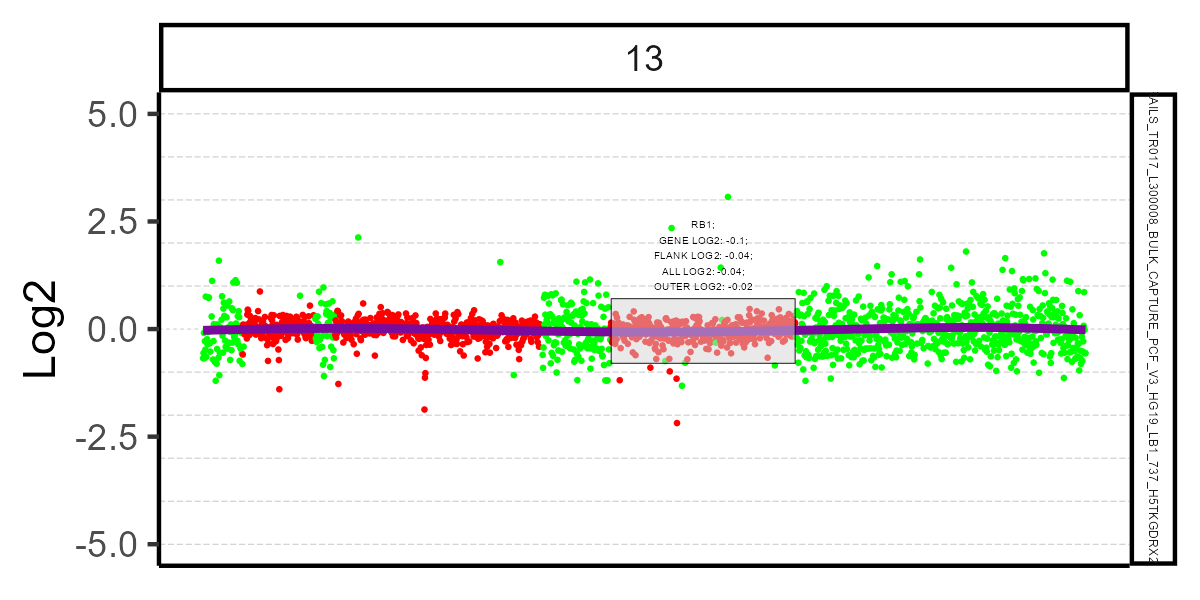 13
5.0
2.5
0.0
-2.5
-5.0
Log2
RB1;
GENE LOG2: -0.1;
FLANK LOG2: -0.04;
ALL LOG2: -0.04;
OUTER LOG2: -0.02
AILS_TR017_L300008_BULK_CAPTURE_PCF_V3_HG19_LB1_737_H5TKGDRX2